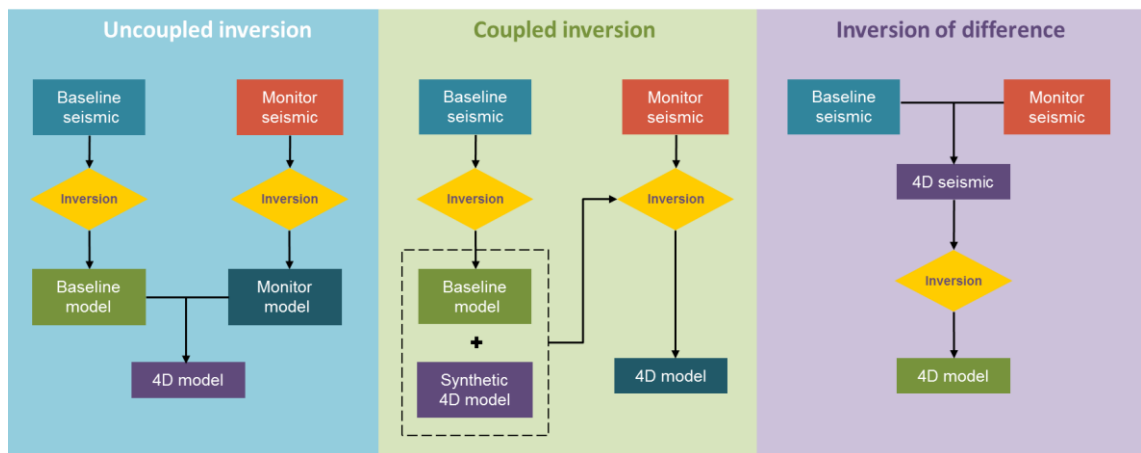 Uncoupled inversion
Baseline
seismic
Monitor
seismic
Inversion
Inversion
Baseline
model
Monitor
model
4D model
Coupled inversion
Baseline
seismic
Monitor
seismic
Inversion
Inversion
Baseline
model
+
Synthetic
4D model
4D model
Inversion of difference
Baseline
seismic
Monitor
seismic
4D seismic
Inversion
4D model